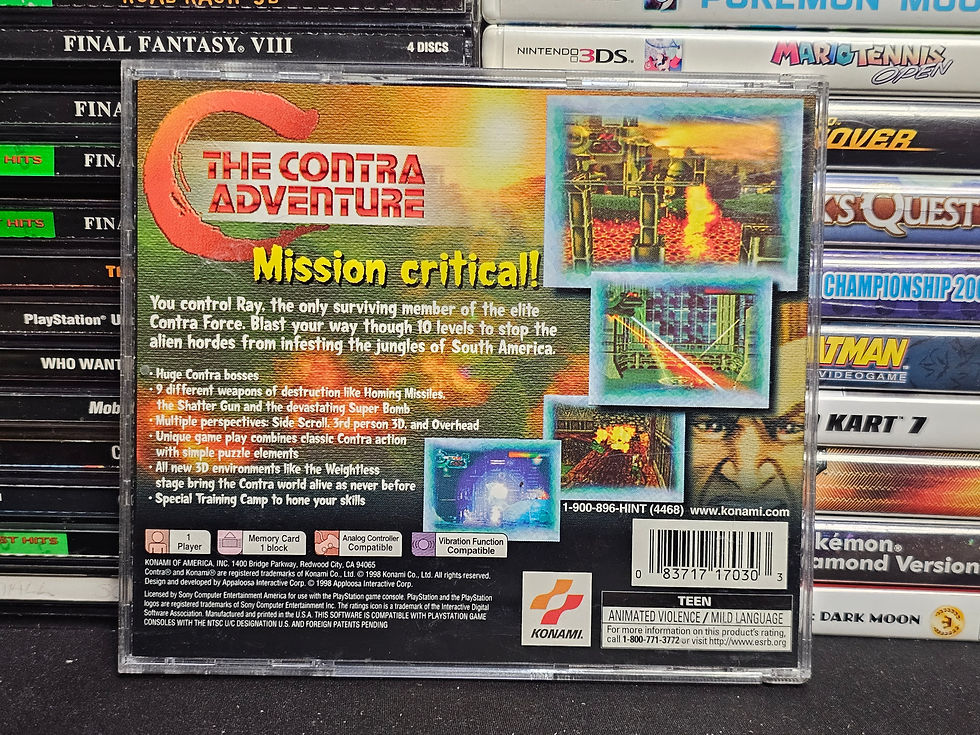 ROAD RASH 3D
FINAL FANTASY® VIII
4 DISCS
FINA
HITS
FINA
HITS
FINA
PlayStation® U
WHO WANT
Mob
POKÉMON MOO
NINTENDO 3DS™
MARIO TENNIS
OPEN
OVER
KS QUEST
CHAMPIONSHIP 200
ATMAN
VIDEOGAME
KART 7
kémon®
amond Version
DARK MOON
THE CONTRA
ADVENTURE
Mission critical!
You control Ray, the only surviving member of the elite
Contra Force. Blast your way though 10 levels to stop the
alien hordes from infesting the jungles of South America.
· Huge Contra bosses
· 9 different weapons of destruction like Homing Missiles,
the Shatter Gun and the devastating Super Bomb
· Multiple perspectives: Side Scroll, 3rd person 3D, and Overhead
· Unique game play combines classic Contra action
with simple puzzle elements
· All new 3D environments like the Weightless
stage bring the Contra world alive as never before
· Special Training Camp to hone your skills
1-900-896-HINT (4468) www.konami.com
1
Player
Memory Card
1 block
Analog Controller
Compatible
Vibration Function
Compatible
KONAMI OF AMERICA, INC. 1400 Bridge Parkway, Redwood City, CA 94065
Contra® and Konami® are registered trademarks of Konami Co., Ltd. © 1998 Konami Co., Ltd. All rights reserved.
Design and developed by Appaloosa Interactive Corp. © 1998 Apploosa Interactive Corp.
Licensed by Sony Computer Entertainment America for use with the PlayStation game console. PlayStation and the PlayStation
logos are registered trademarks of Sony Computer Entertainment Inc. The ratings icon is a trademark of the Interactive Digital
Software Association. Manufactured and printed in the U.S.A. THIS SOFTWARE IS COMPATIBLE WITH PLAYSTATION GAME
CONSOLES WITH THE NTSC U/C DESIGNATION U.S. AND FOREIGN PATENTS PENDING
KONAMI®
0 83717 17030 3
TEEN
ANIMATED VIOLENCE / MILD LANGUAGE
For more information on this product's rating,
call 1-800-771-3772 or visit http://www.esrb.org